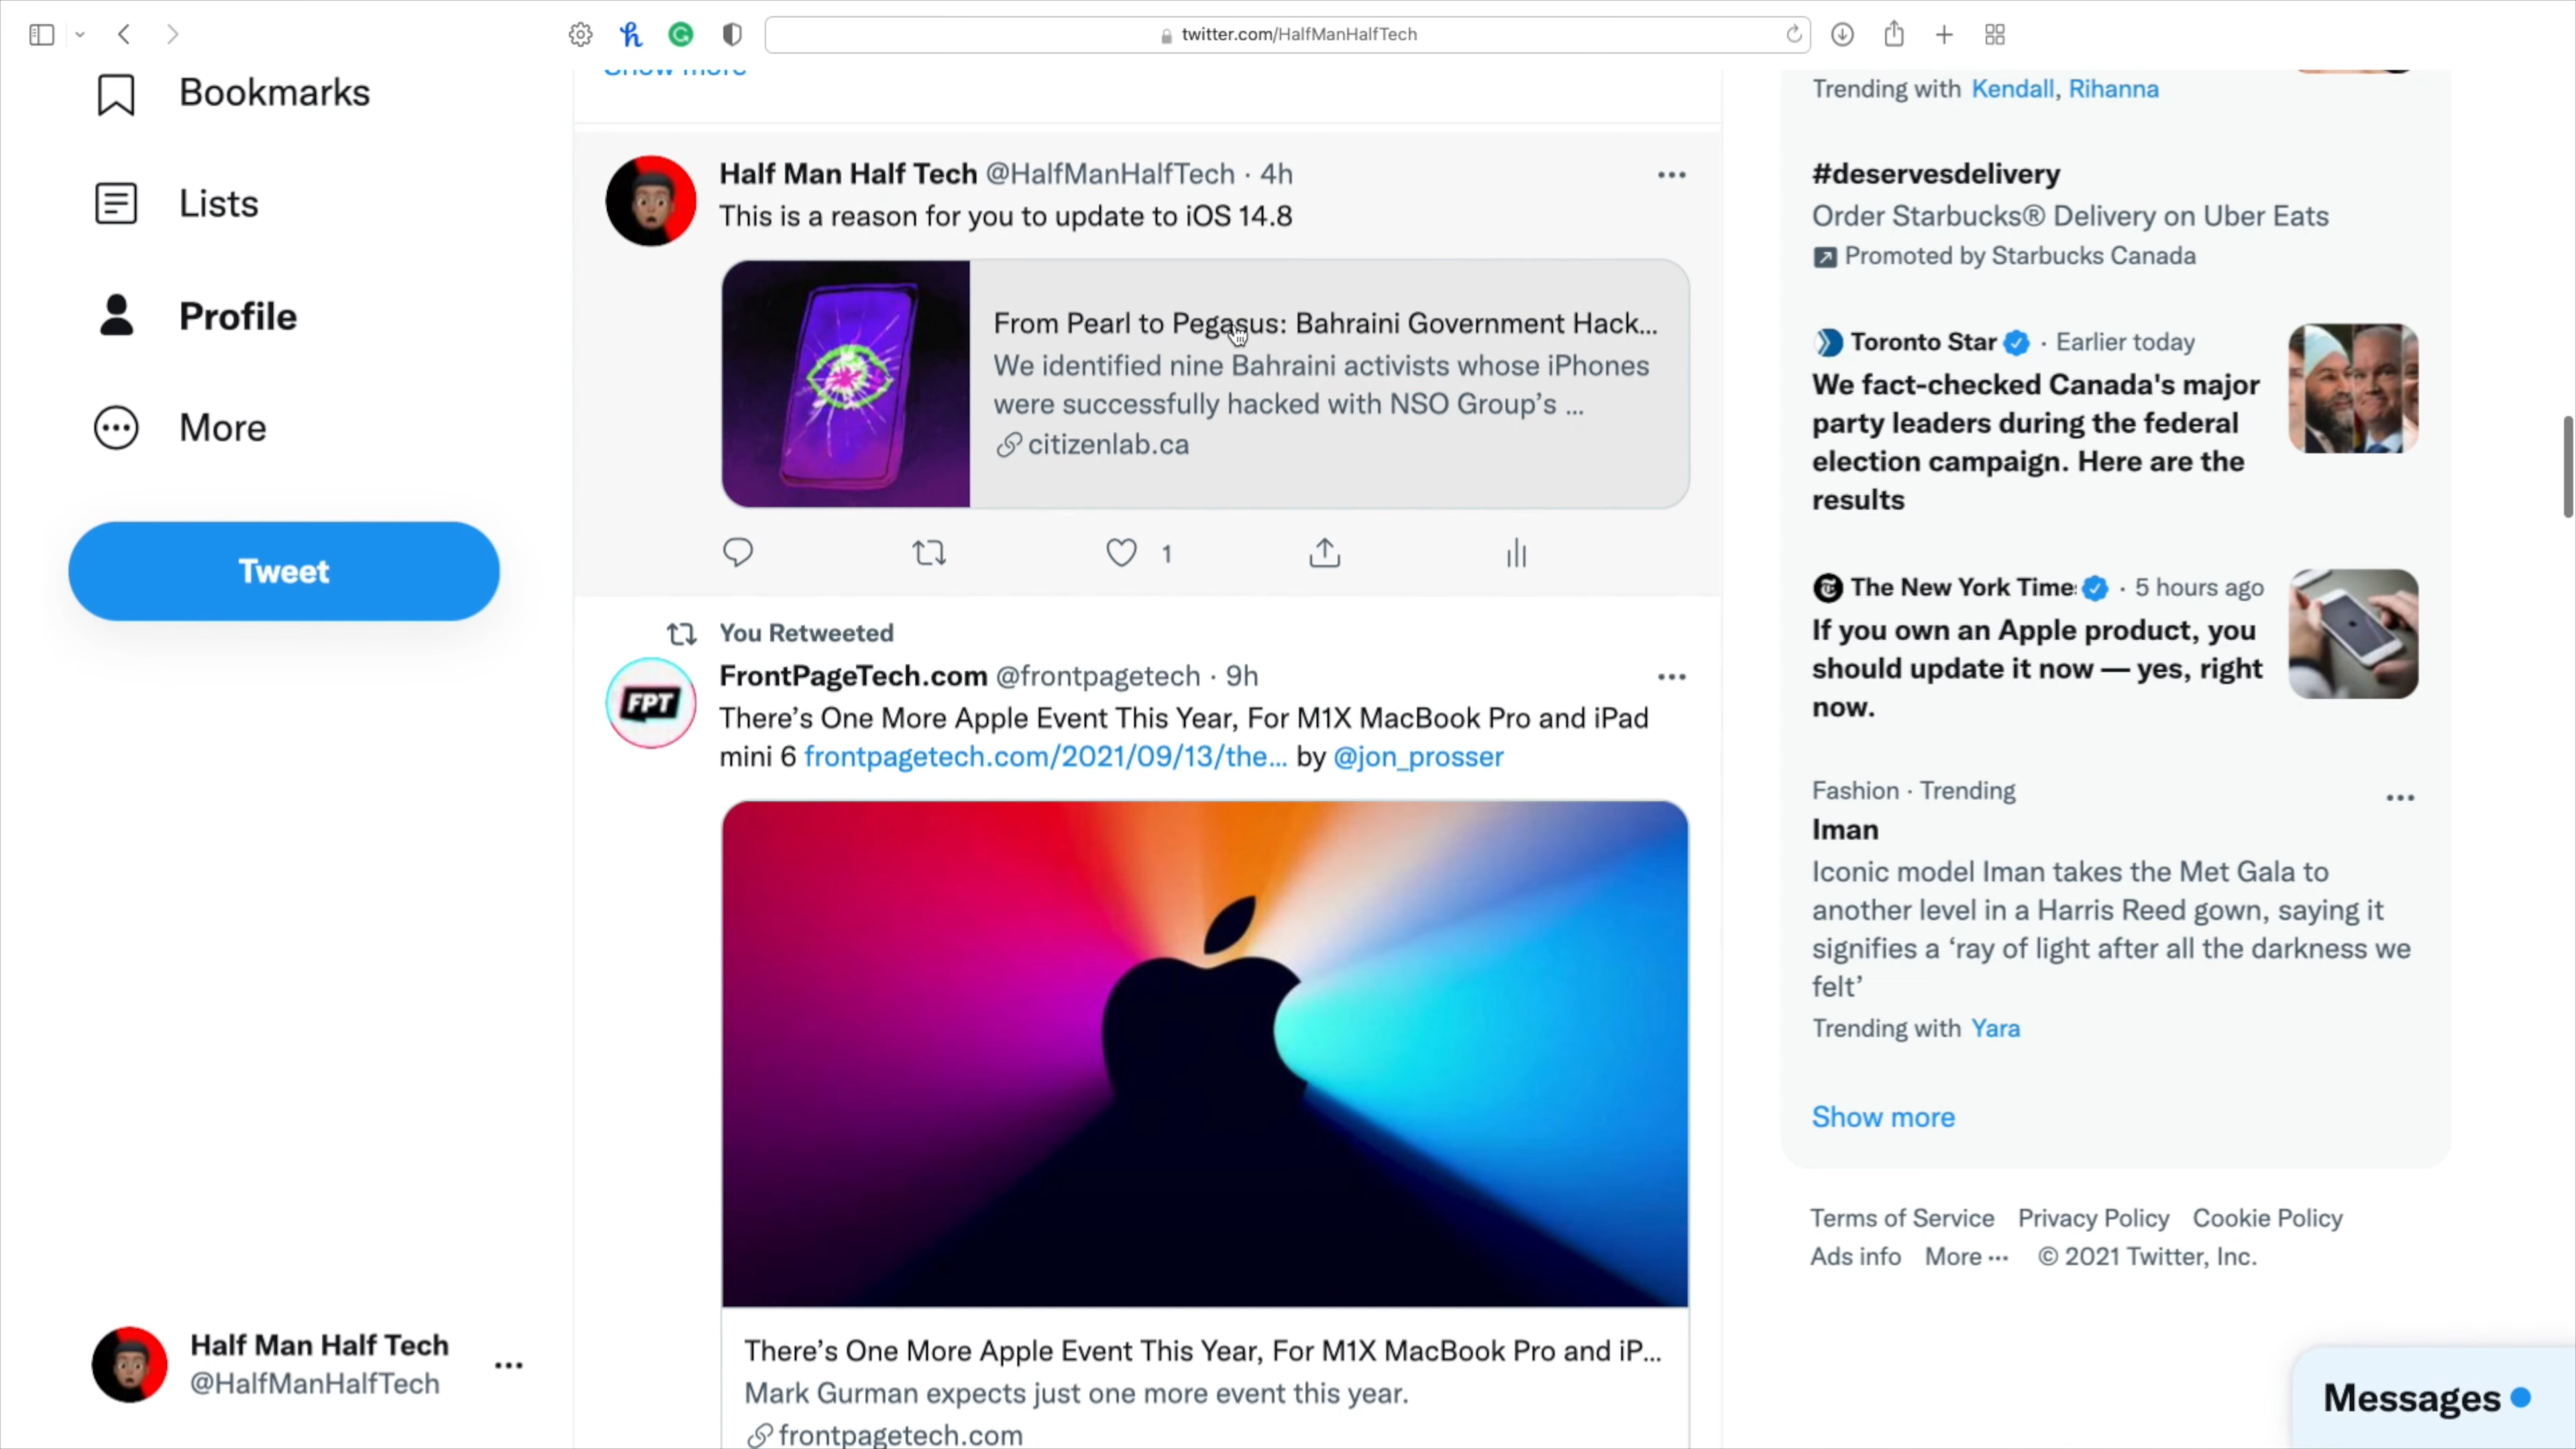 twitter.com/HalfManHalfTech
Bookmarks
Lists
Profile
More
Tweet
Half Man Half Tech
@HalfManHalfTech
Show more
Half Man Half Tech @HalfManHalfTech · 4h
This is a reason for you to update to iOS 14.8
From Pearl to Pegasus: Bahraini Government Hack...
We identified nine Bahraini activists whose iPhones
were successfully hacked with NSO Group's ...
citizenlab.ca
1
You Retweeted
FPT
FrontPageTech.com @frontpagetech · 9h
There's One More Apple Event This Year, For M1X MacBook Pro and iPad
mini 6 frontpagetech.com/2021/09/13/the... by @jon_prosser
There's One More Apple Event This Year, For M1X MacBook Pro and iP...
Mark Gurman expects just one more event this year.
frontpagetech.com
Trending with Kendall, Rihanna
#deservesdelivery
Order Starbucks® Delivery on Uber Eats
Promoted by Starbucks Canada
Toronto Star · Earlier today
We fact-checked Canada's major
party leaders during the federal
election campaign. Here are the
results
The New York Time · 5 hours ago
If you own an Apple product, you
should update it now — yes, right
now.
Fashion · Trending
Iman
Iconic model Iman takes the Met Gala to
another level in a Harris Reed gown, saying it
signifies a 'ray of light after all the darkness we
felt'
Trending with Yara
Show more
Terms of Service Privacy Policy Cookie Policy
Ads info More ··· © 2021 Twitter, Inc.
Messages